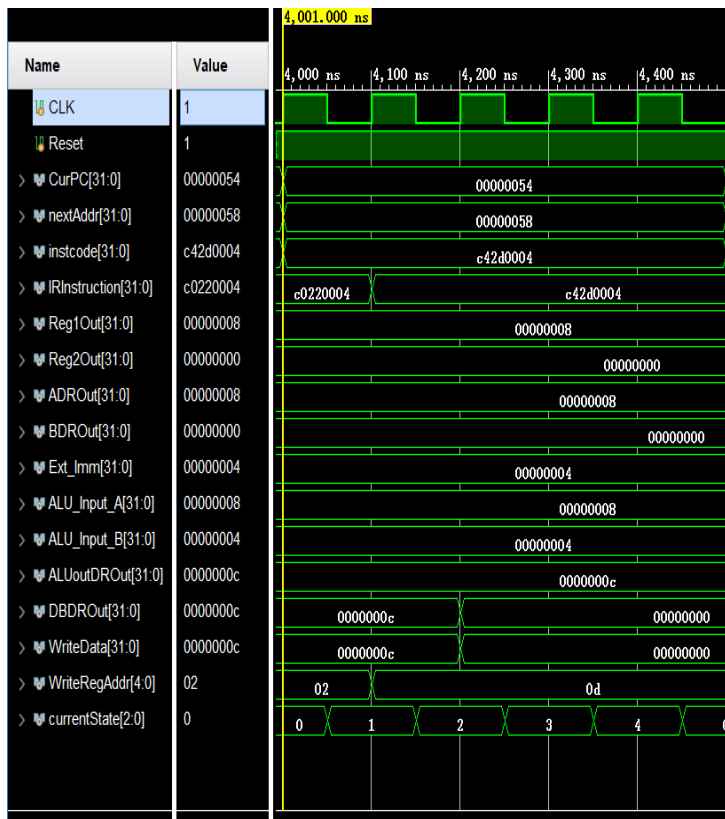 4,001.000 ns
Name Value
4,000 ns 4,100 ns 4,200 ns 4,300 ns 4,400 ns
CLK 1
Reset 1
CurPC[31:0] 00000054 00000054
nextAddr[31:0] 00000058 00000058
instcode[31:0] c42d0004 c42d0004
IRInstruction[31:0] c0220004 c0220004 c42d0004
Reg1Out[31:0] 00000008 00000008
Reg2Out[31:0] 00000000 00000000
ADROut[31:0] 00000008 00000008
BDROut[31:0] 00000000 00000000
Ext_Imm[31:0] 00000004 00000004
ALU_Input_A[31:0] 00000008 00000008
ALU_Input_B[31:0] 00000004 00000004
ALUoutDROut[31:0] 0000000c 0000000c
DBDROut[31:0] 0000000c 0000000c 00000000
WriteData[31:0] 0000000c 0000000c 00000000
WriteRegAddr[4:0] 02 02 0d
currentState[2:0] 0 0 1 2 3 4